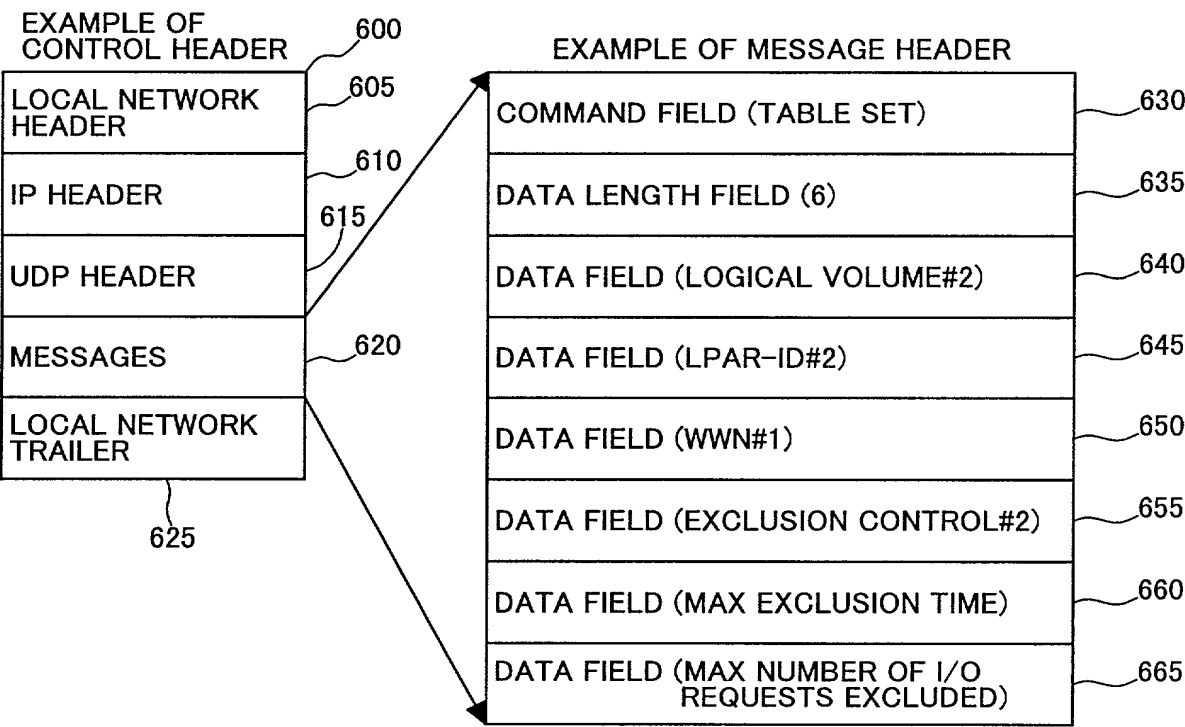 EXAMPLE OF
CONTROL HEADER
600
LOCAL NETWORK
HEADER
605
IP HEADER
610
UDP HEADER
615
MESSAGES
620
LOCAL NETWORK
TRAILER
625
EXAMPLE OF MESSAGE HEADER
COMMAND FIELD (TABLE SET)
630
DATA LENGTH FIELD (6)
635
DATA FIELD (LOGICAL VOLUME#2)
640
DATA FIELD (LPAR-ID#2)
645
DATA FIELD (WWN#1)
650
DATA FIELD (EXCLUSION CONTROL#2)
655
DATA FIELD (MAX EXCLUSION TIME)
660
DATA FIELD (MAX NUMBER OF I/O
REQUESTS EXCLUDED)
665